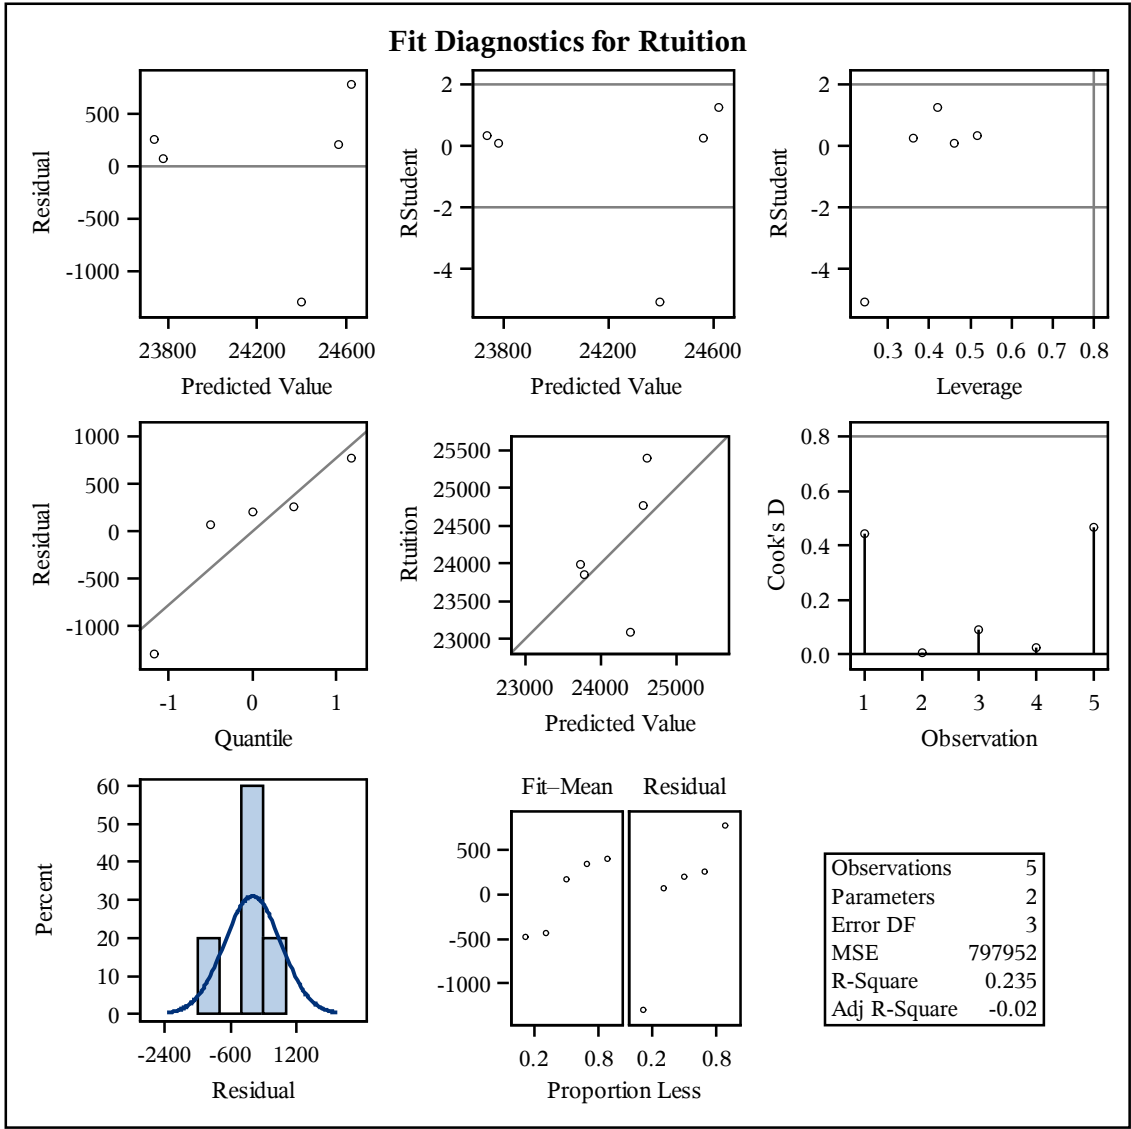 Fit Diagnostics for Rtuition
500
0
-500
-1000
Residual
23800 24200 24600
Predicted Value
2
0
-2
-4
RStudent
23800 24200 24600
Predicted Value
2
0
-2
-4
RStudent
0.3 0.4 0.5 0.6 0.7 0.8
Leverage
1000
500
0
-500
-1000
Residual
-1 0 1
Quantile
25500
25000
24500
24000
23500
23000
Rtuition
23000 24000 25000
Predicted Value
0.8
0.6
0.4
0.2
0.0
Cook's D
1 2 3 4 5
Observation
60
50
40
30
20
10
0
Percent
-2400 -600 1200
Residual
Fit–Mean Residual
500
0
-500
-1000
0.2 0.8 0.2 0.8
Proportion Less
Observations 5
Parameters 2
Error DF 3
MSE 797952
R-Square 0.235
Adj R-Square -0.02